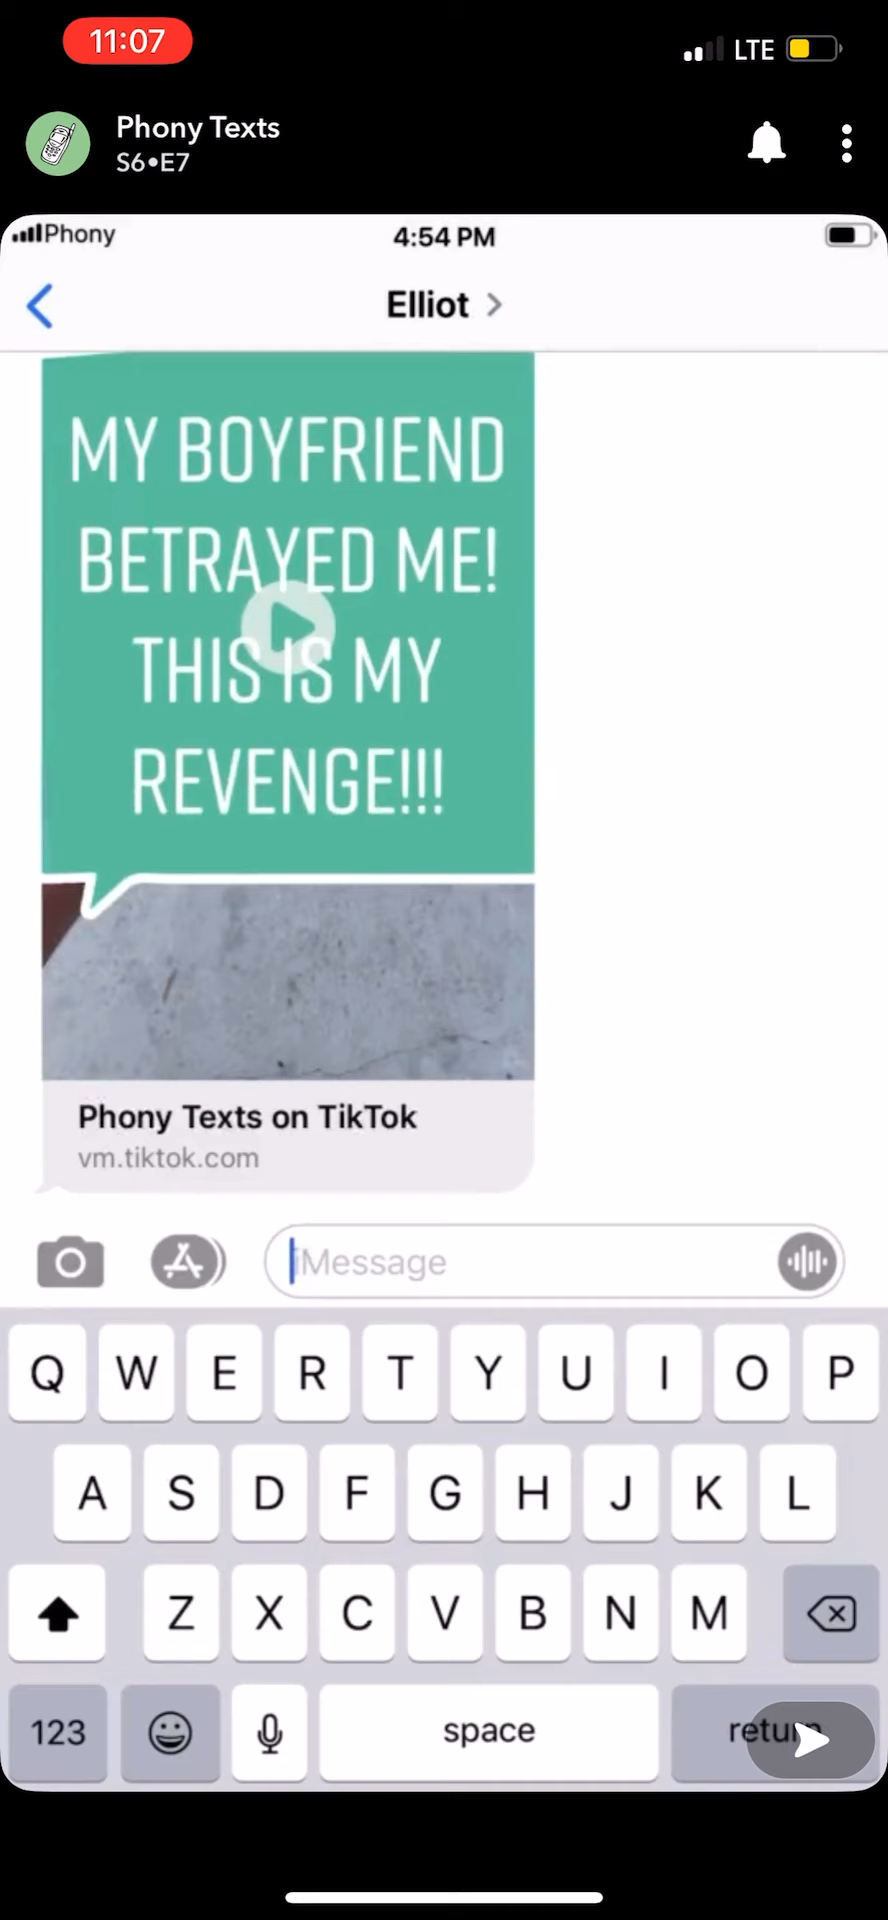 11:07
LTE
Phony Texts
S6•E7
Phony
4:54 PM
Elliot
MY BOYFRIEND
BETRAYED ME!
THIS IS MY
REVENGE!!!
Phony Texts on TikTok
vm.tiktok.com
iMessage
Q W E R T Y U I O P
A S D F G H J K L
Z X C V B N M
123
space
return